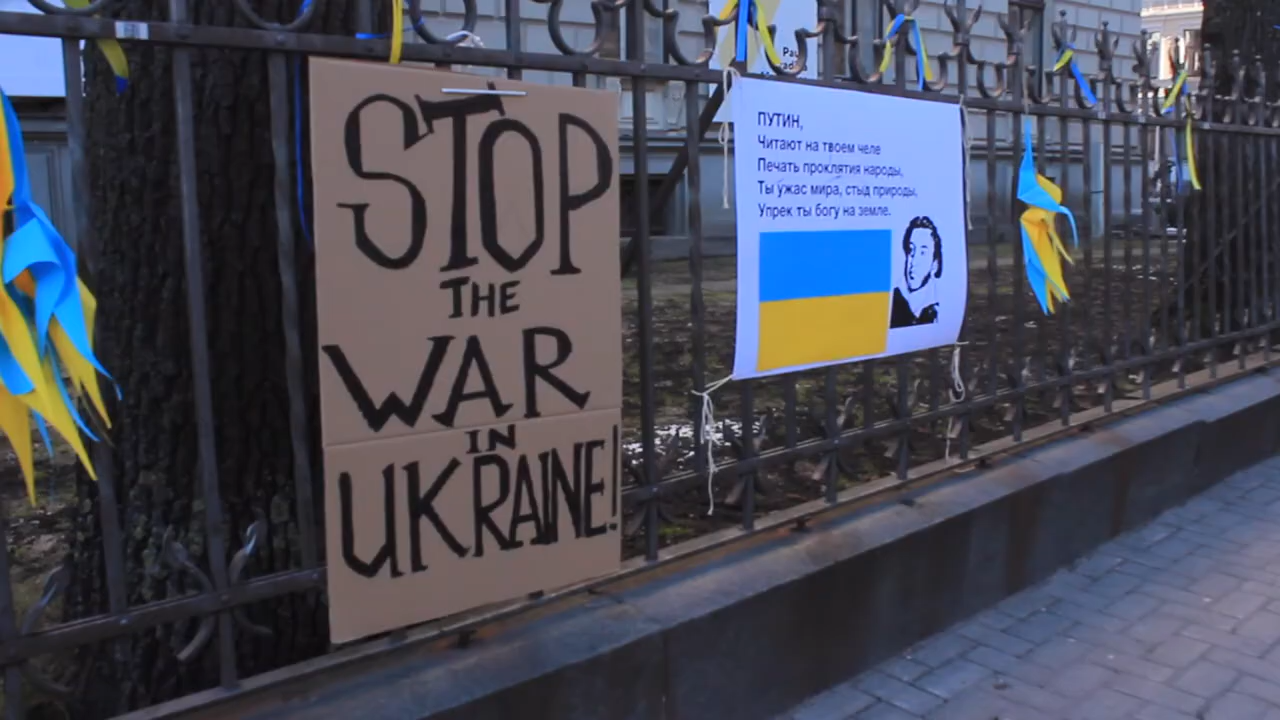 STOP
THE
WAR
IN
UKRAINE!
ПУТИН,
Читают на твоем челе
Печать проклятия народы,
Ты ужас мира, стыд природы,
Упрек ты богу на земле.